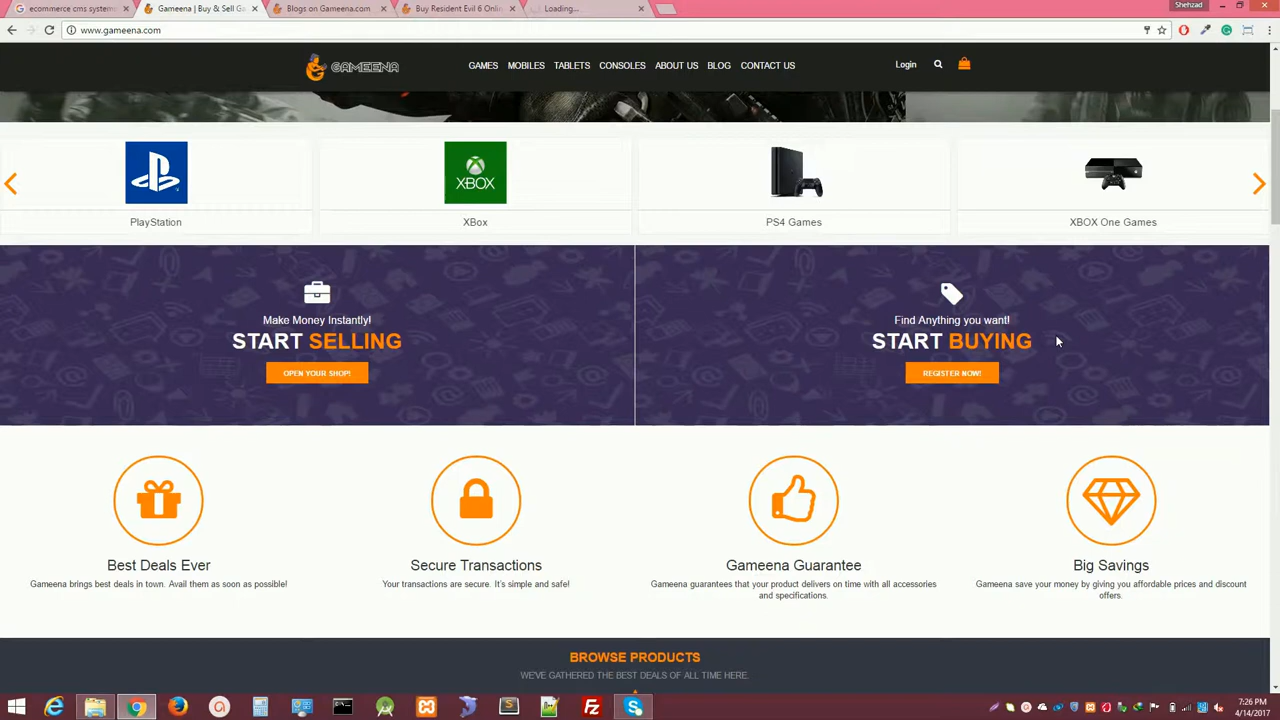 ecommerce cms system
Gameena | Buy & Sell G
Blogs on Gameena.com
Buy Resident Evil 6 Onli
Loading...
Shehzad
www.gameena.com
GAMEENA
GAMES MOBILES TABLETS CONSOLES ABOUT US BLOG CONTACT US
Login
PlayStation
XBOX
XBox
PS4 Games
XBOX One Games
Make Money Instantly!
START SELLING
OPEN YOUR SHOP!
Find Anything you want!
START BUYING
REGISTER NOW!
Best Deals Ever
Gameena brings best deals in town. Avail them as soon as possible!
Secure Transactions
Your transactions are secure. It's simple and safe!
Gameena Guarantee
Gameena guarantees that your product delivers on time with all accessories
and specifications.
Big Savings
Gameena save your money by giving you affordable prices and discount
offers.
BROWSE PRODUCTS
WE'VE GATHERED THE BEST DEALS OF ALL TIME HERE.
7:26 PM
4/14/2017